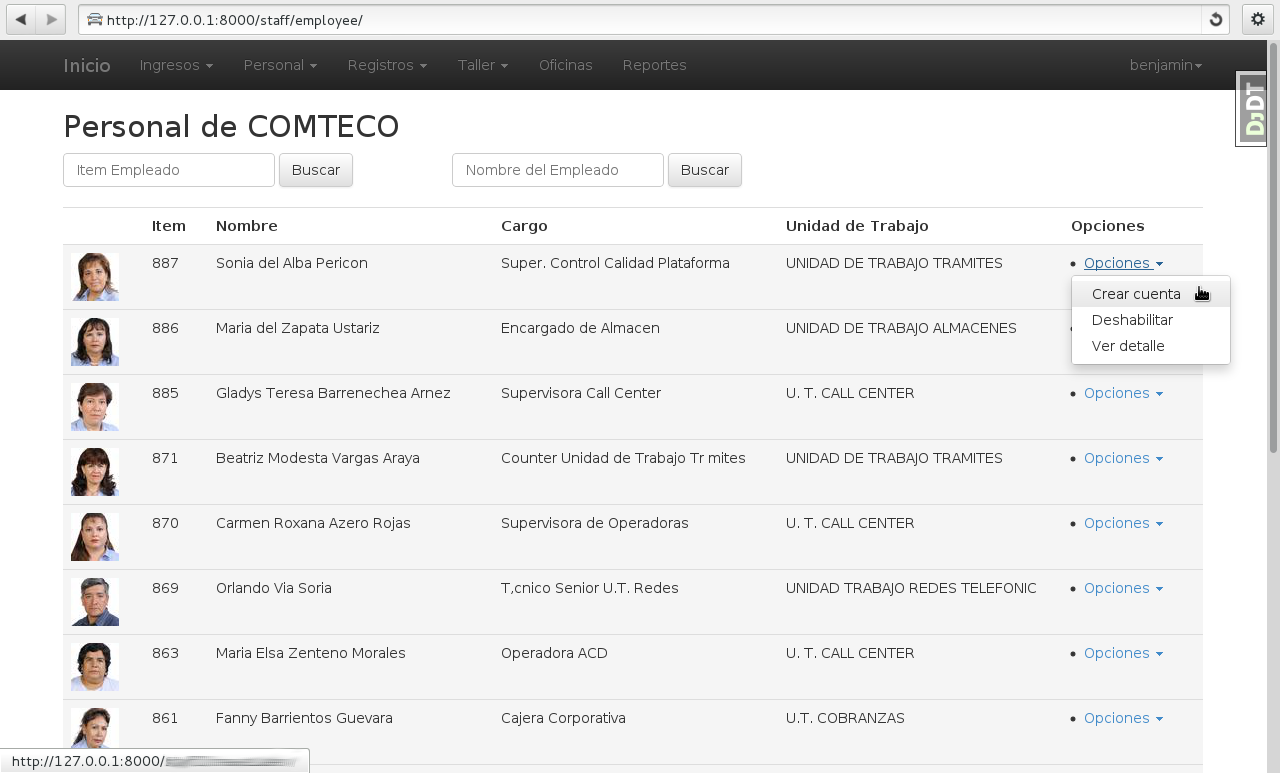 http://127.0.0.1:8000/staff/employee/
Inicio Ingresos Personal Registros Taller Oficinas Reportes benjamin
DJDT
Personal de COMTECO
Item Empleado Buscar Nombre del Empleado Buscar
Item Nombre Cargo Unidad de Trabajo Opciones
887 Sonia del Alba Pericon Super. Control Calidad Plataforma UNIDAD DE TRABAJO TRAMITES Opciones
Crear cuenta
Deshabilitar
Ver detalle
886 Maria del Zapata Ustariz Encargado de Almacen UNIDAD DE TRABAJO ALMACENES
885 Gladys Teresa Barrenechea Arnez Supervisora Call Center U. T. CALL CENTER Opciones
871 Beatriz Modesta Vargas Araya Counter Unidad de Trabajo Tr mites UNIDAD DE TRABAJO TRAMITES Opciones
870 Carmen Roxana Azero Rojas Supervisora de Operadoras U. T. CALL CENTER Opciones
869 Orlando Via Soria T,cnico Senior U.T. Redes UNIDAD TRABAJO REDES TELEFONIC Opciones
863 Maria Elsa Zenteno Morales Operadora ACD U. T. CALL CENTER Opciones
861 Fanny Barrientos Guevara Cajera Corporativa U.T. COBRANZAS Opciones
http://127.0.0.1:8000/